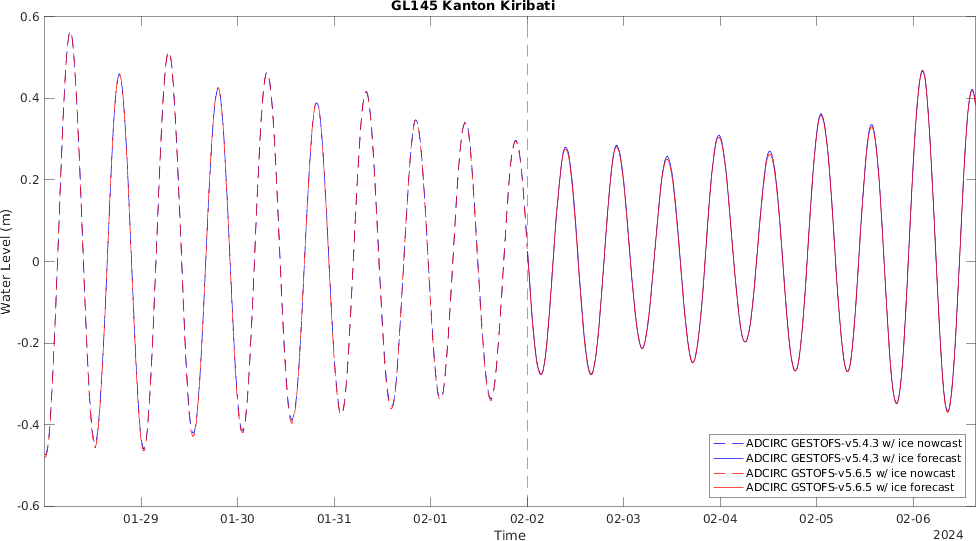 GL145 Kanton Kiribati
0.6
0.4
0.2
0
-0.2
-0.4
-0.6
Water Level (m)
01-29 01-30 01-31 02-01 02-02 02-03 02-04 02-05 02-06
Time
2024
ADCIRC GESTOFS-v5.4.3 w/ ice nowcast
ADCIRC GESTOFS-v5.4.3 w/ ice forecast
ADCIRC GSTOFS-v5.6.5 w/ ice nowcast
ADCIRC GSTOFS-v5.6.5 w/ ice forecast